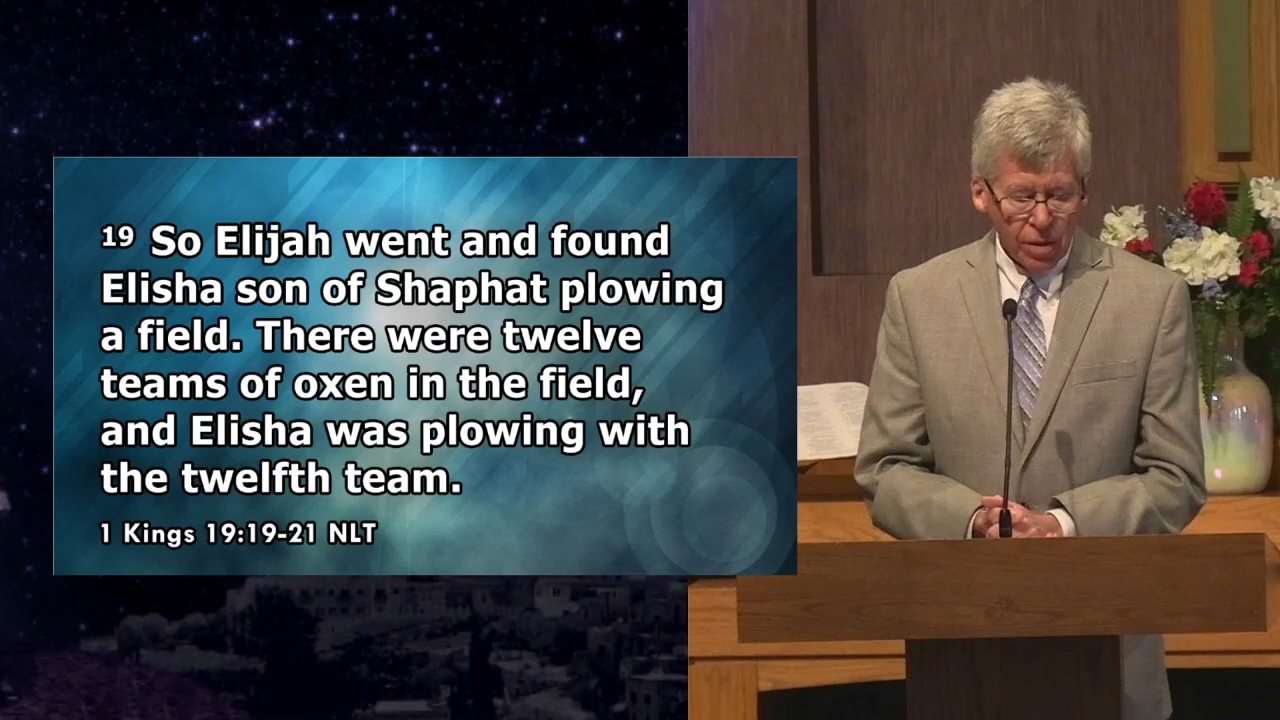 19 So Elijah went and found
Elisha son of Shaphat plowing
a field. There were twelve
teams of oxen in the field,
and Elisha was plowing with
the twelfth team.
1 Kings 19:19-21 NLT